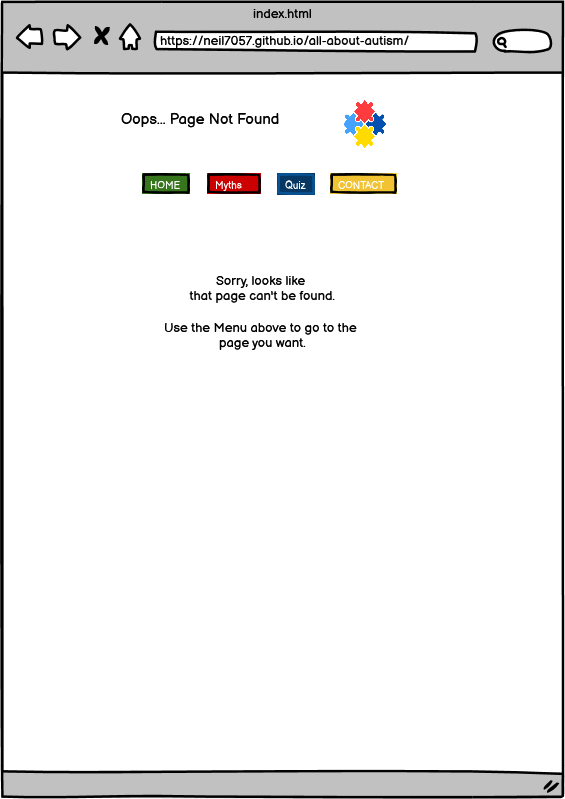 index.html
https://neil7057.github.io/all-about-autism/
Oops... Page Not Found
HOME Myths Quiz CONTACT
Sorry, looks like
that page can't be found.
Use the Menu above to go to the
page you want.